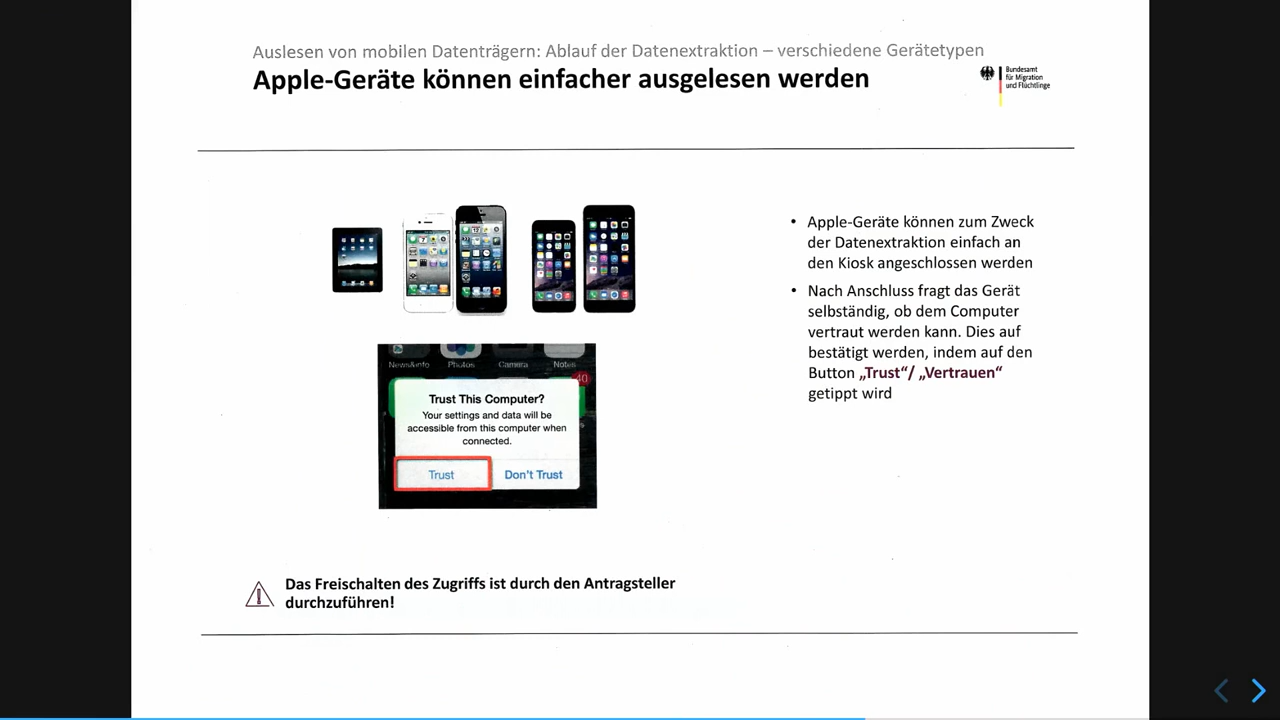 Auslesen von mobilen Datenträgern: Ablauf der Datenextraktion – verschiedene Gerätetypen
Apple-Geräte können einfacher ausgelesen werden
Bundesamt
für Migration
und Flüchtlinge
• Apple-Geräte können zum Zweck
der Datenextraktion einfach an
den Kiosk angeschlossen werden
• Nach Anschluss fragt das Gerät
selbständig, ob dem Computer
vertraut werden kann. Dies auf
bestätigt werden, indem auf den
Button „Trust“/ „Vertrauen“
getippt wird
News&Info Photos Camera Notes
40
Trust This Computer?
Your settings and data will be
accessible from this computer when
connected.
Trust Don't Trust
Das Freischalten des Zugriffs ist durch den Antragsteller
durchzuführen!